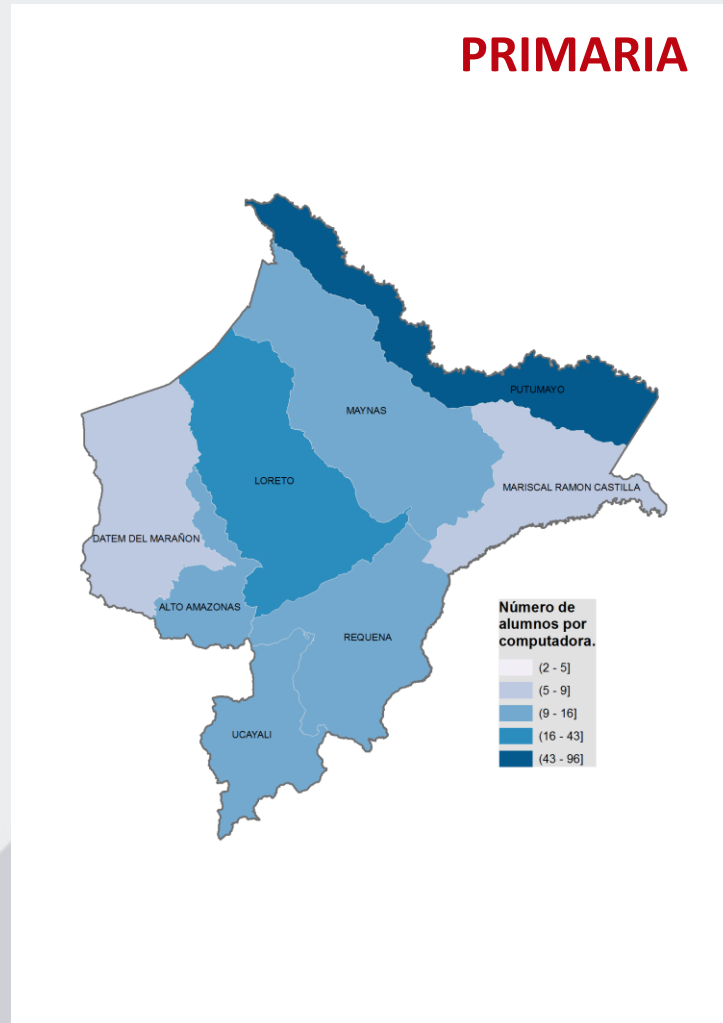 PRIMARIA
PUTUMAYO
MAYNAS
LORETO
MARISCAL RAMON CASTILLA
DATEM DEL MARAÑON
ALTO AMAZONAS
REQUENA
UCAYALI
Número de
alumnos por
computadora.
(2 - 5]
(5 - 9]
(9 - 16]
(16 - 43]
(43 - 96]